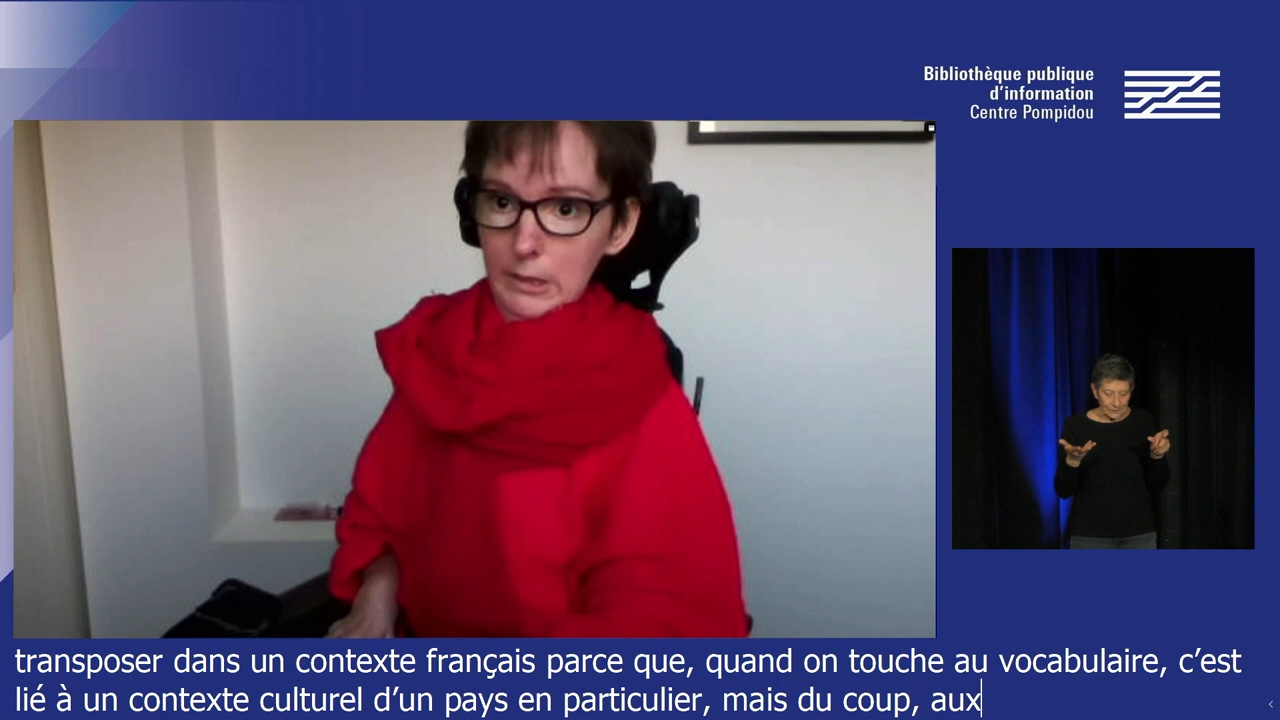 Bibliothèque publique
d'information
Centre Pompidou
transposer dans un contexte français parce que, quand on touche au vocabulaire, c'est
lié à un contexte culturel d'un pays en particulier, mais du coup, aux